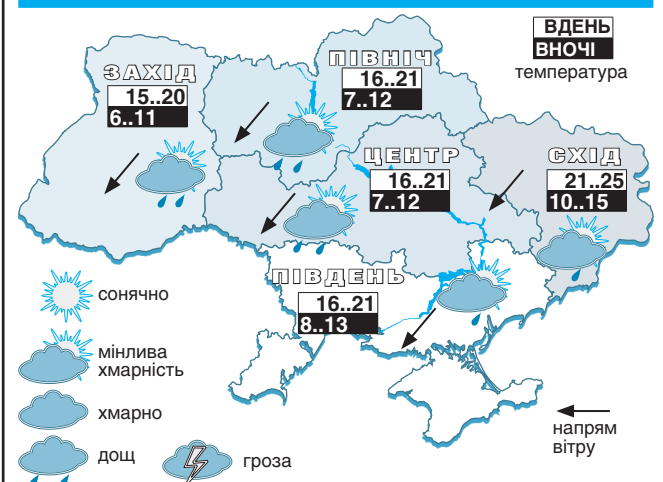 ВДЕНЬ
ВНОЧІ
температура
ПІВНІЧ
16..21
7..12
ЗАХІД
15..20
6..11
ЦЕНТР
16..21
7..12
СХІД
21..25
10..15
ПІВДЕНЬ
16..21
8..13
сонячно
мінлива
хмарність
хмарно
дощ
гроза
напрям
вітру